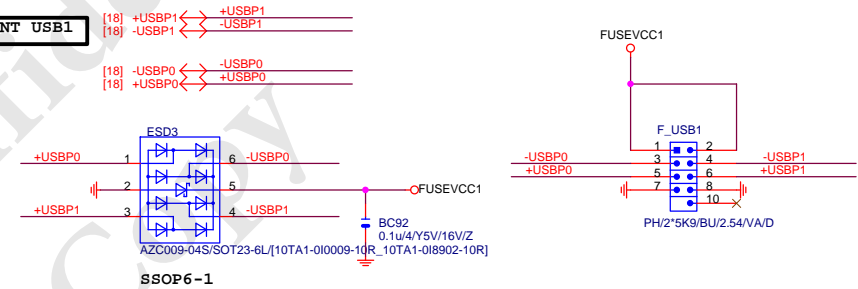 NT USB1
[18] +USBP1 +USBP1
[18] -USBP1 -USBP1
[18] -USBP0 -USBP0
[18] +USBP0 +USBP0
ESD3
+USBP0 1 6 -USBP0
2 5 FUSEVCC1
+USBP1 3 4 -USBP1
BC92
0.1u/4/Y5V/16V/Z
AZC009-04S/SOT23-6L/[10TA1-0I0009-10R_10TA1-0I8902-10R]
SSOP6-1
FUSEVCC1
F_USB1
1 2
-USBP0 3 4 -USBP1
+USBP0 5 6 +USBP1
7 8
10
PH/2*5K9/BU/2.54/VA/D
Copy